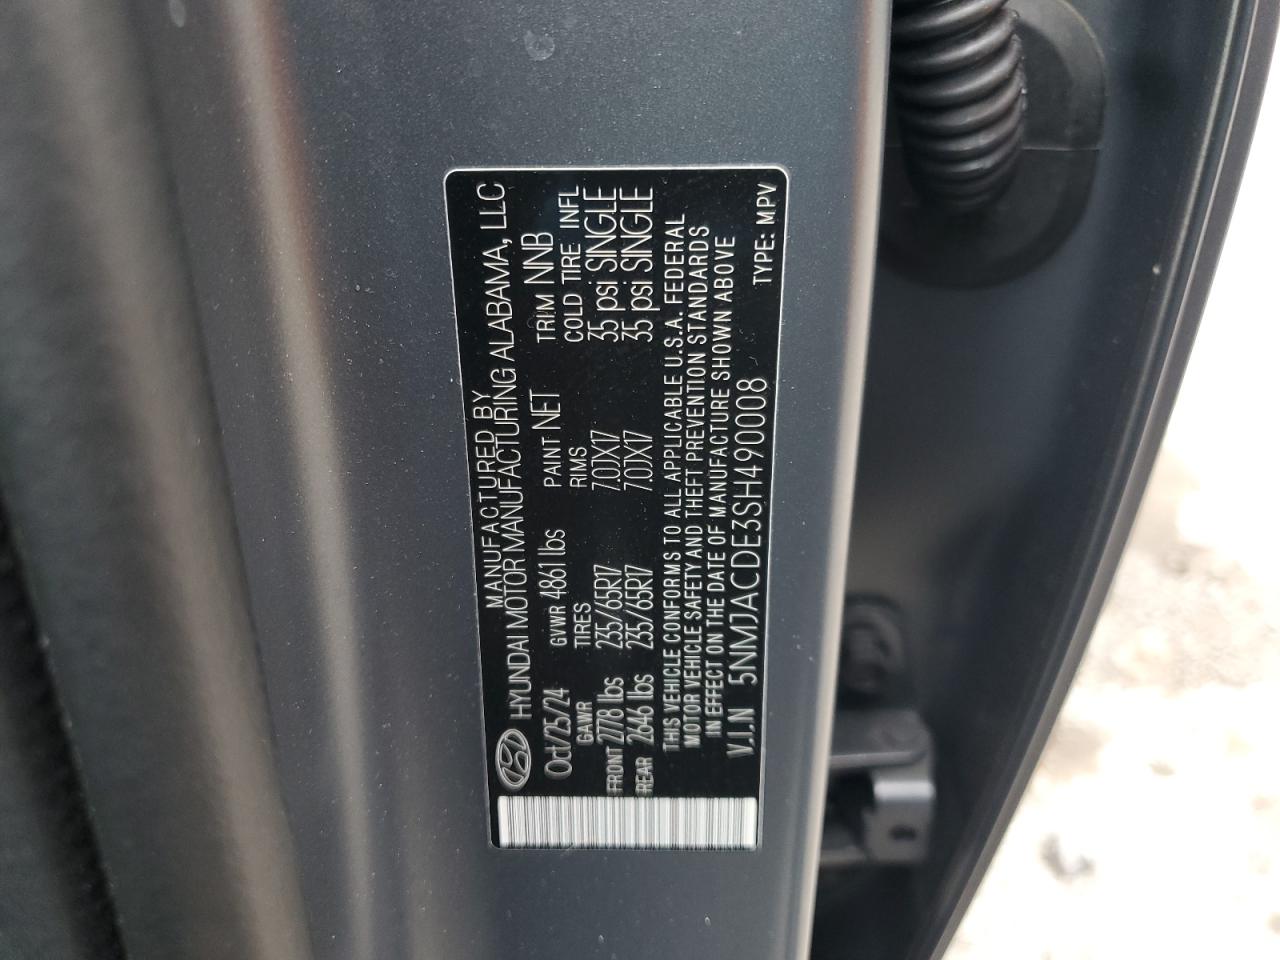 MANUFACTURED BY
HYUNDAI MOTOR MANUFACTURING ALABAMA, LLC
Oct/25/24 GVWR 4861 lbs PAINT NET TRIM NNB
GAWR TIRES RIMS COLD TIRE INFL
FRONT 2778 lbs 235/65R17 7.0JX17 35 psi SINGLE
REAR 2646 lbs 235/65R17 7.0JX17 35 psi SINGLE
THIS VEHICLE CONFORMS TO ALL APPLICABLE U.S.A. FEDERAL
MOTOR VEHICLE SAFETY AND THEFT PREVENTION STANDARDS
IN EFFECT ON THE DATE OF MANUFACTURE SHOWN ABOVE
V.I.N 5NMJACDE3SH490008 TYPE: MPV